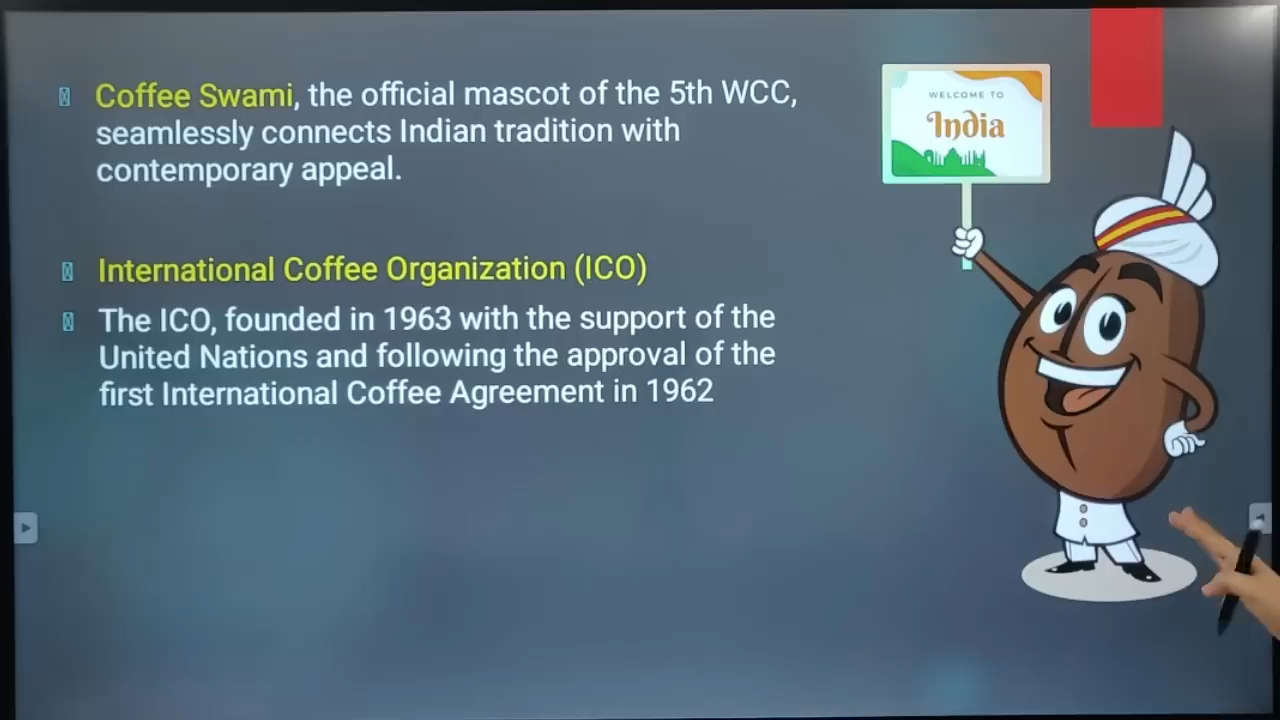 Coffee Swami, the official mascot of the 5th WCC,
seamlessly connects Indian tradition with
contemporary appeal.
International Coffee Organization (ICO)
The ICO, founded in 1963 with the support of the
United Nations and following the approval of the
first International Coffee Agreement in 1962
WELCOME TO
India